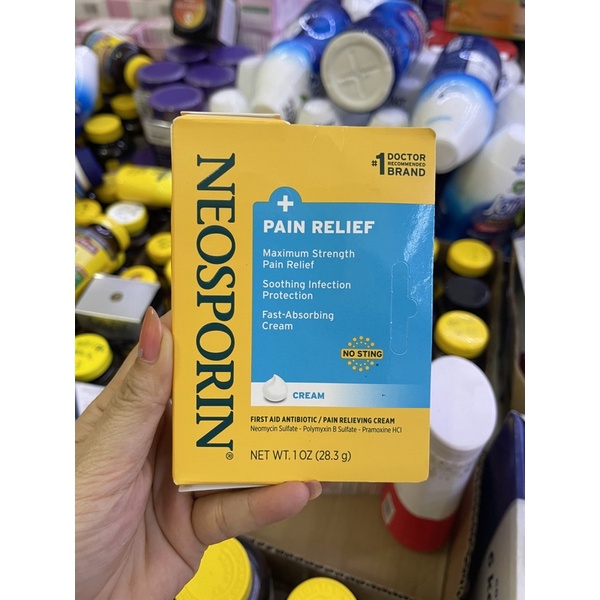 NEOSPORIN®
#1 DOCTOR
RECOMMENDED
BRAND
PAIN RELIEF
Maximum Strength
Pain Relief
Soothing Infection
Protection
Fast-Absorbing
Cream
NO STING
CREAM
FIRST AID ANTIBIOTIC / PAIN RELIEVING CREAM
Neomycin Sulfate - Polymyxin B Sulfate - Pramoxine HCl
NET WT. 1 OZ (28.3 g)